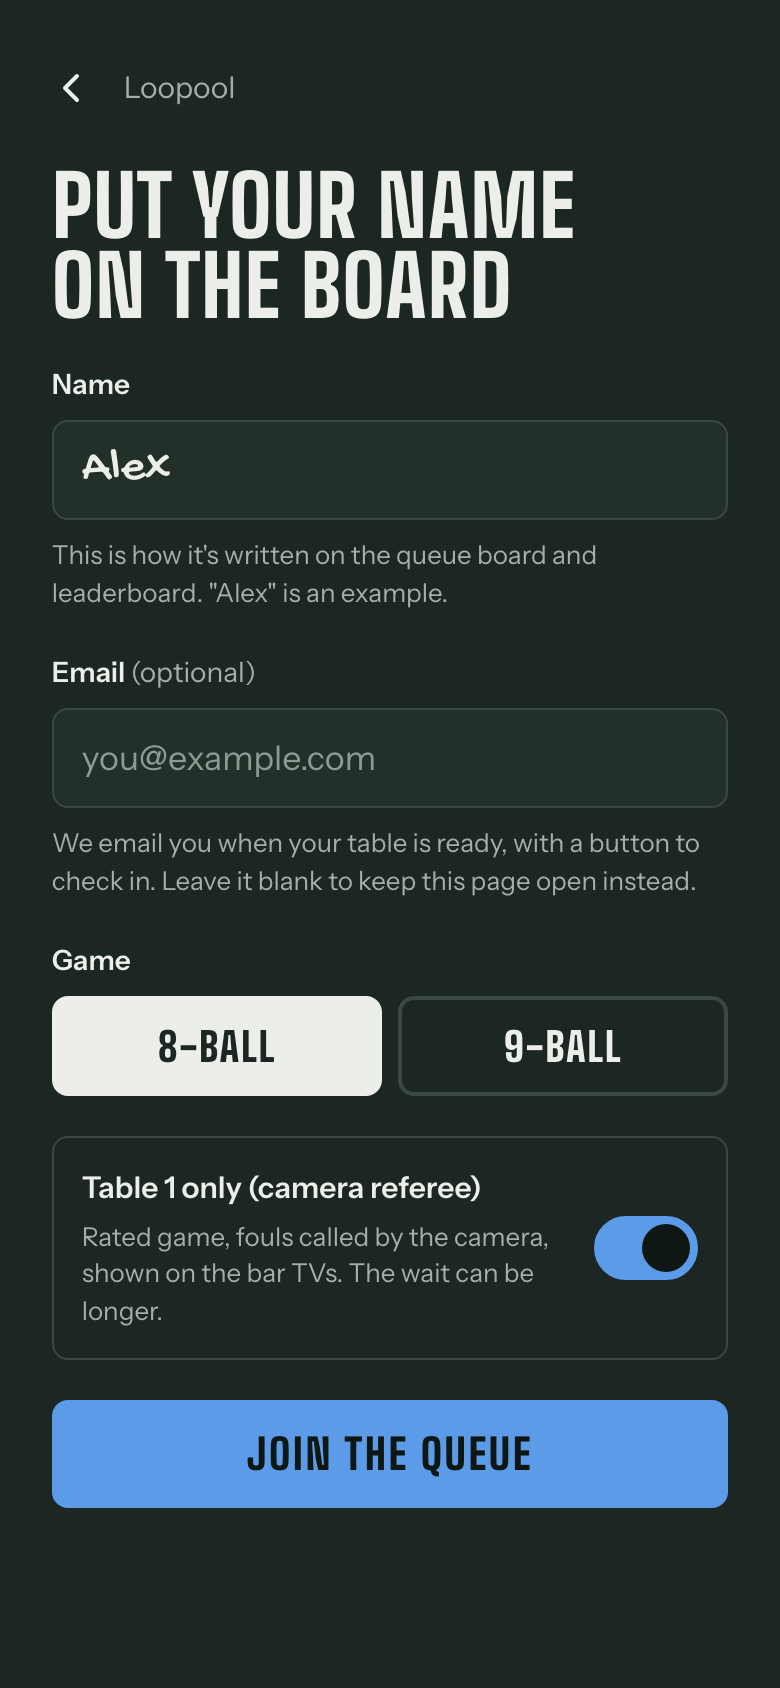 Loopool
PUT YOUR NAME
ON THE BOARD
Name
Alex
This is how it's written on the queue board and
leaderboard. "Alex" is an example.
Email (optional)
you@example.com
We email you when your table is ready, with a button to
check in. Leave it blank to keep this page open instead.
Game
8-BALL
9-BALL
Table 1 only (camera referee)
Rated game, fouls called by the camera,
shown on the bar TVs. The wait can be
longer.
JOIN THE QUEUE